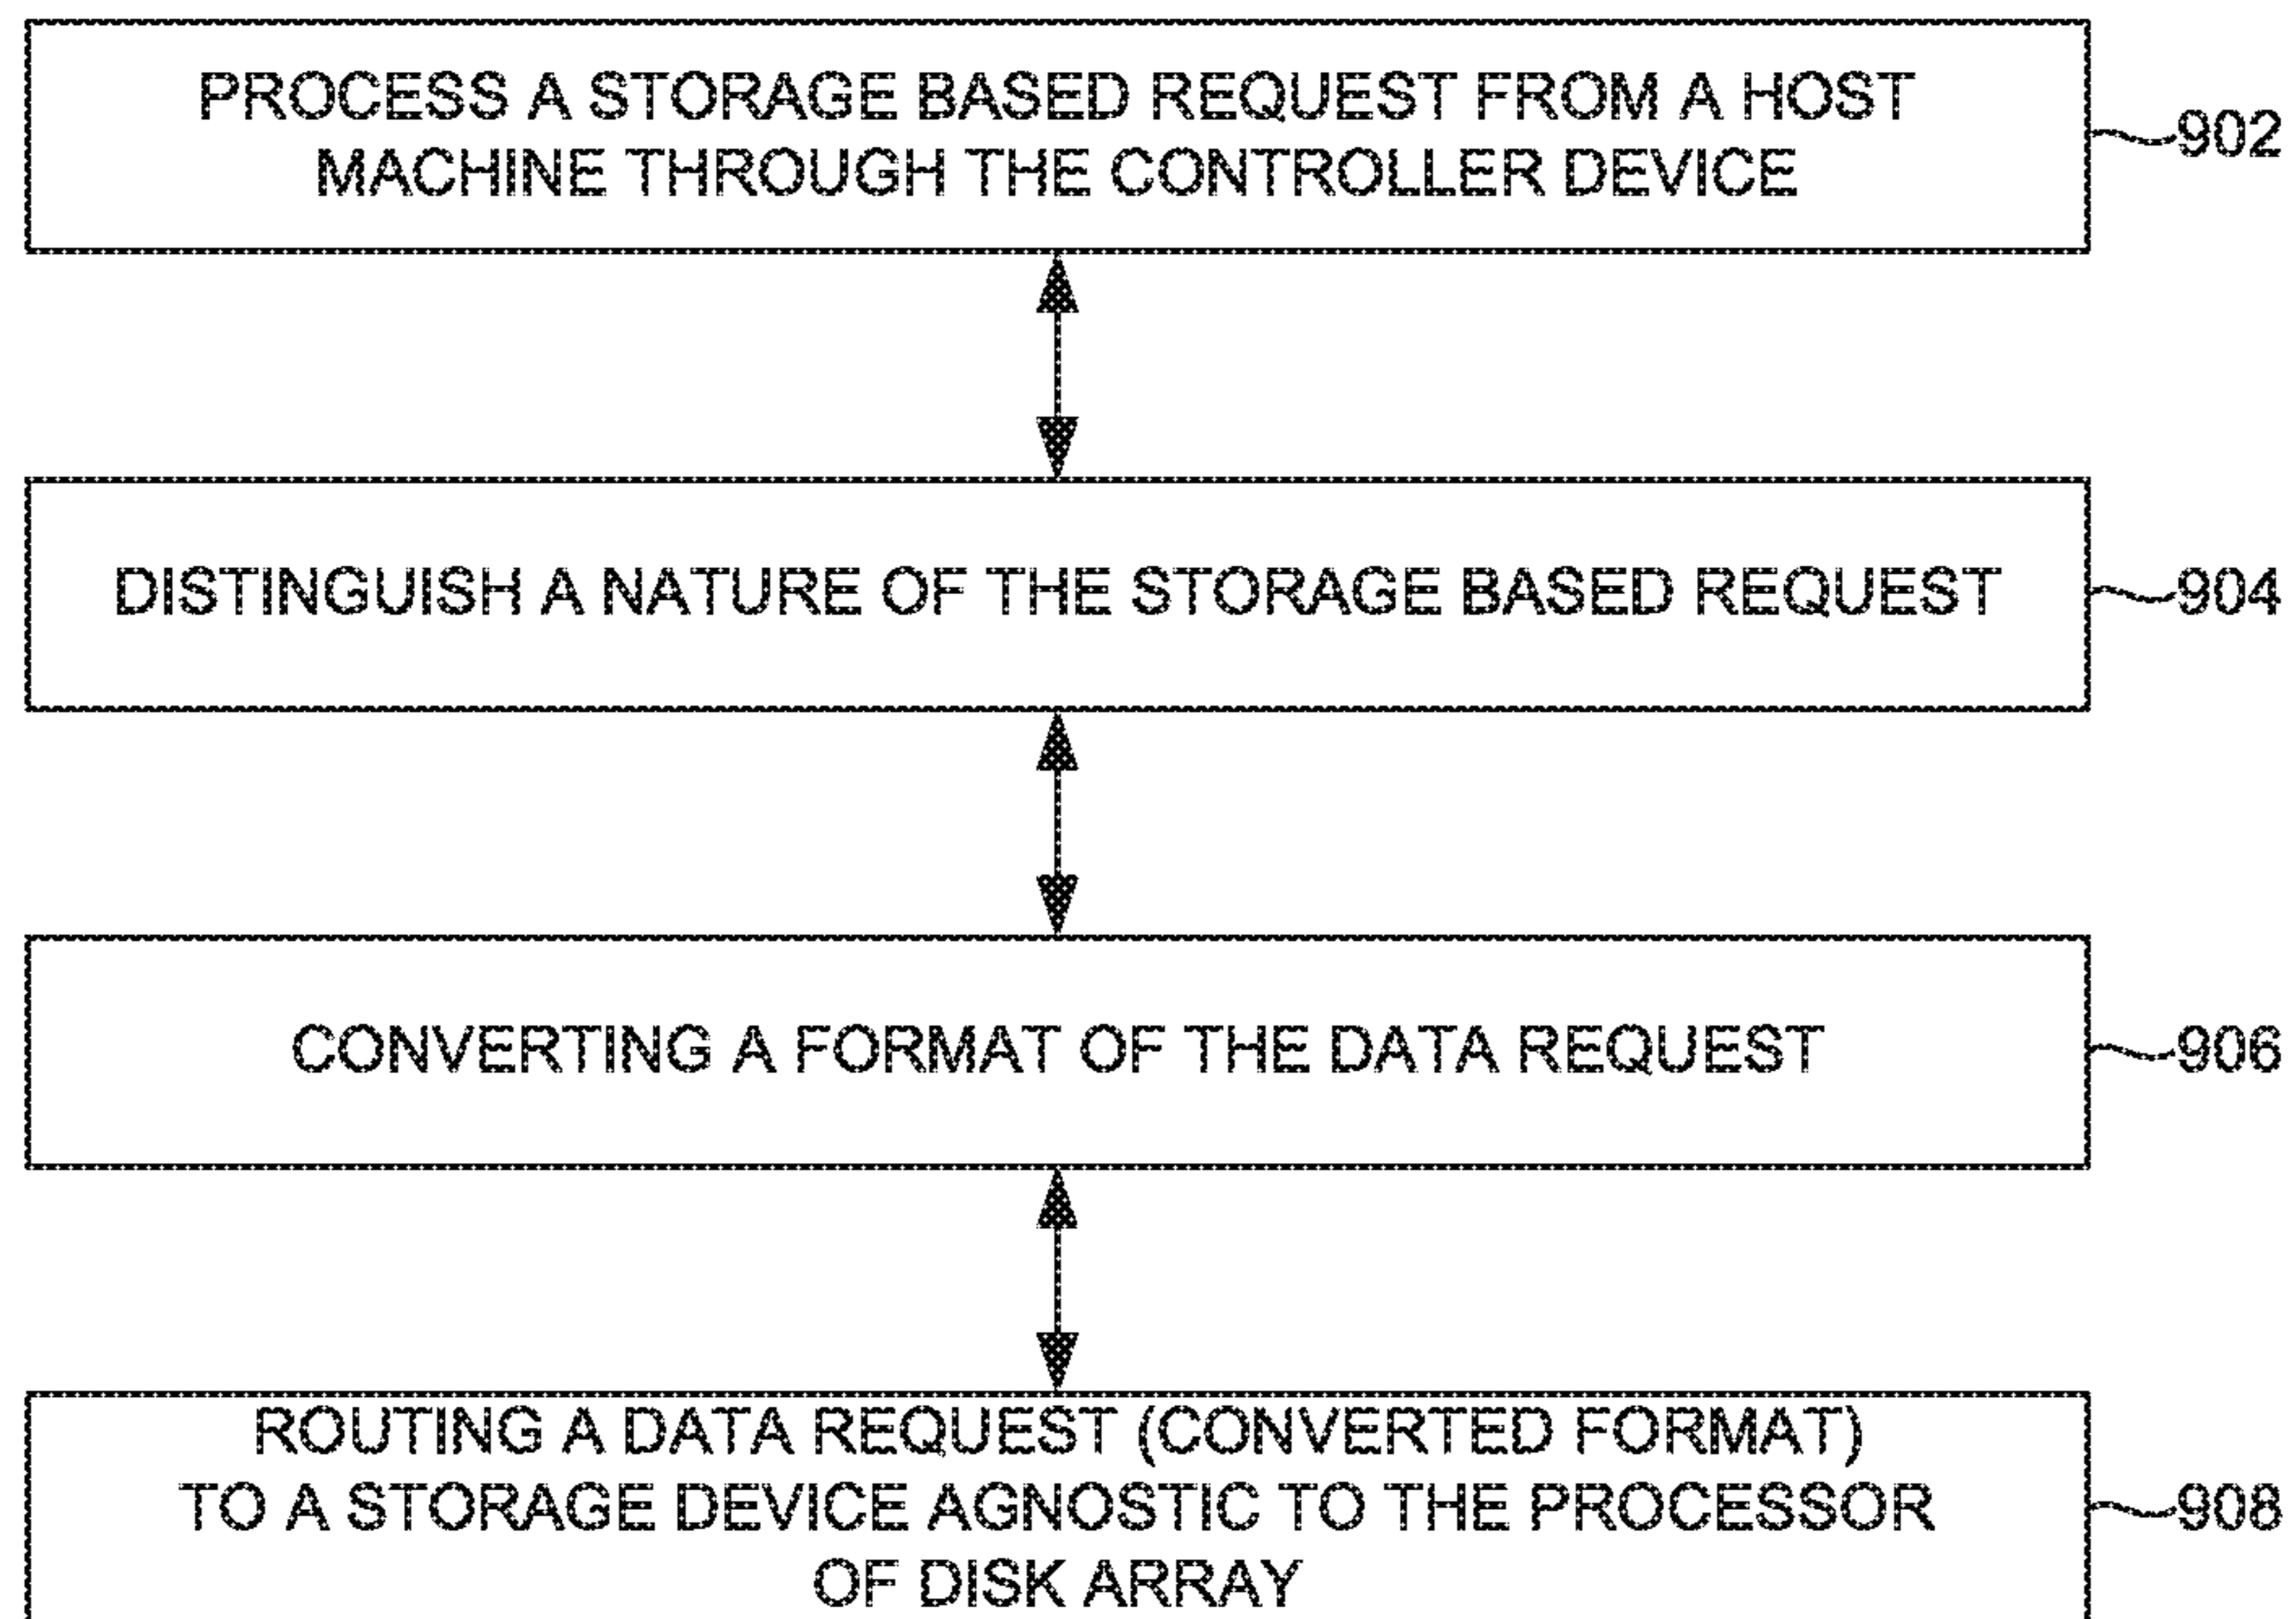 PROCESS A STORAGE BASED REQUEST FROM A HOST
MACHINE THROUGH THE CONTROLLER DEVICE
902
DISTINGUISH A NATURE OF THE STORAGE BASED REQUEST
904
CONVERTING A FORMAT OF THE DATA REQUEST
906
ROUTING A DATA REQUEST (CONVERTED FORMAT)
TO A STORAGE DEVICE AGNOSTIC TO THE PROCESSOR
OF DISK ARRAY
908